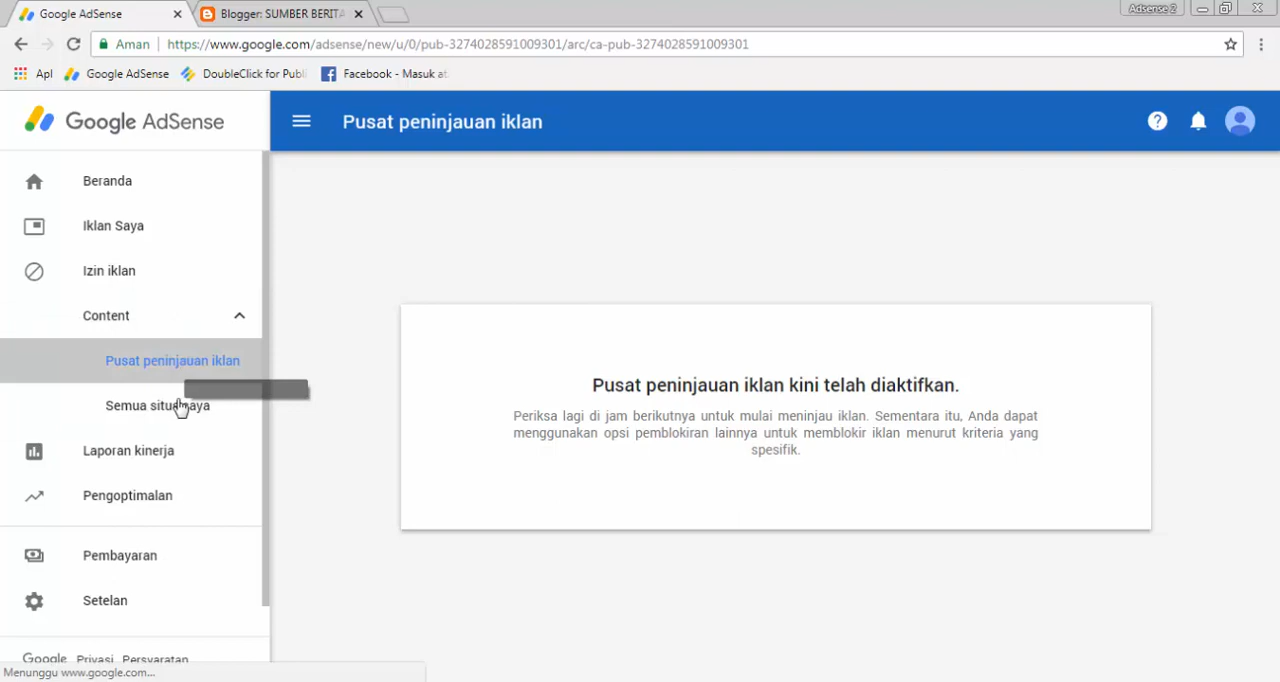 Google AdSense
Blogger: SUMBER BERITA
Adsense 2
Aman
https://www.google.com/adsense/new/u/0/pub-3274028591009301/arc/ca-pub-3274028591009301
Apl
Google AdSense
DoubleClick for Publi
Facebook - Masuk at
Google AdSense
Pusat peninjauan iklan
Beranda
Iklan Saya
Izin iklan
Content
Pusat peninjauan iklan
Semua situs saya
Laporan kinerja
Pengoptimalan
Pembayaran
Setelan
Google Privasi Persyaratan
Pusat peninjauan iklan kini telah diaktifkan.
Periksa lagi di jam berikutnya untuk mulai meninjau iklan. Sementara itu, Anda dapat
menggunakan opsi pemblokiran lainnya untuk memblokir iklan menurut kriteria yang
spesifik.
Menunggu www.google.com...